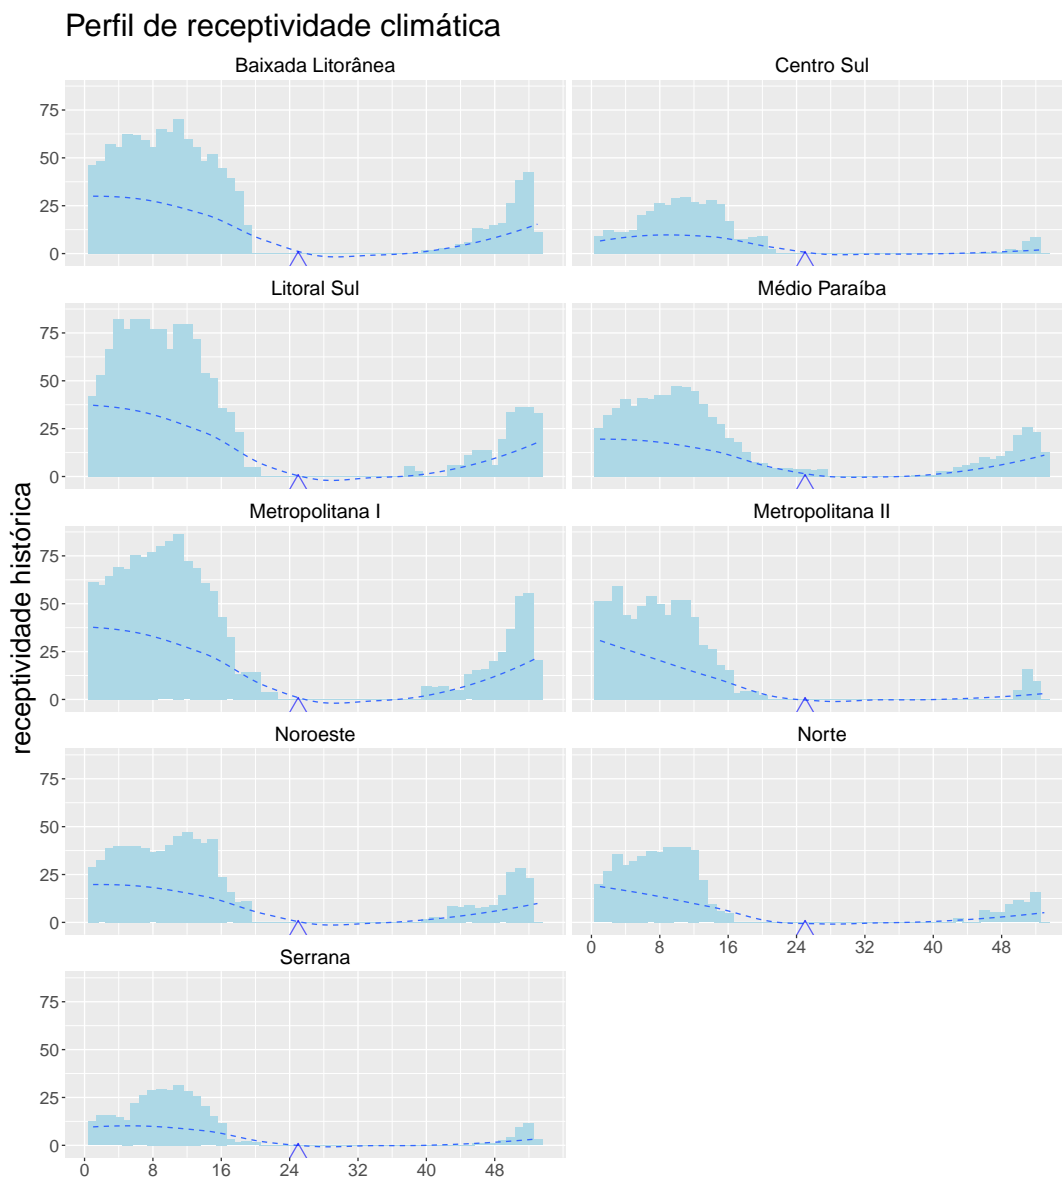 Perfil de receptividade climática
Baixada Litorânea
Centro Sul
75
50
25
0
Litoral Sul
Médio Paraíba
75
50
25
0
receptividade histórica
Metropolitana I
Metropolitana II
75
50
25
0
Noroeste
Norte
75
50
25
0
0 8 16 24 32 40 48
Serrana
75
50
25
0
0 8 16 24 32 40 48